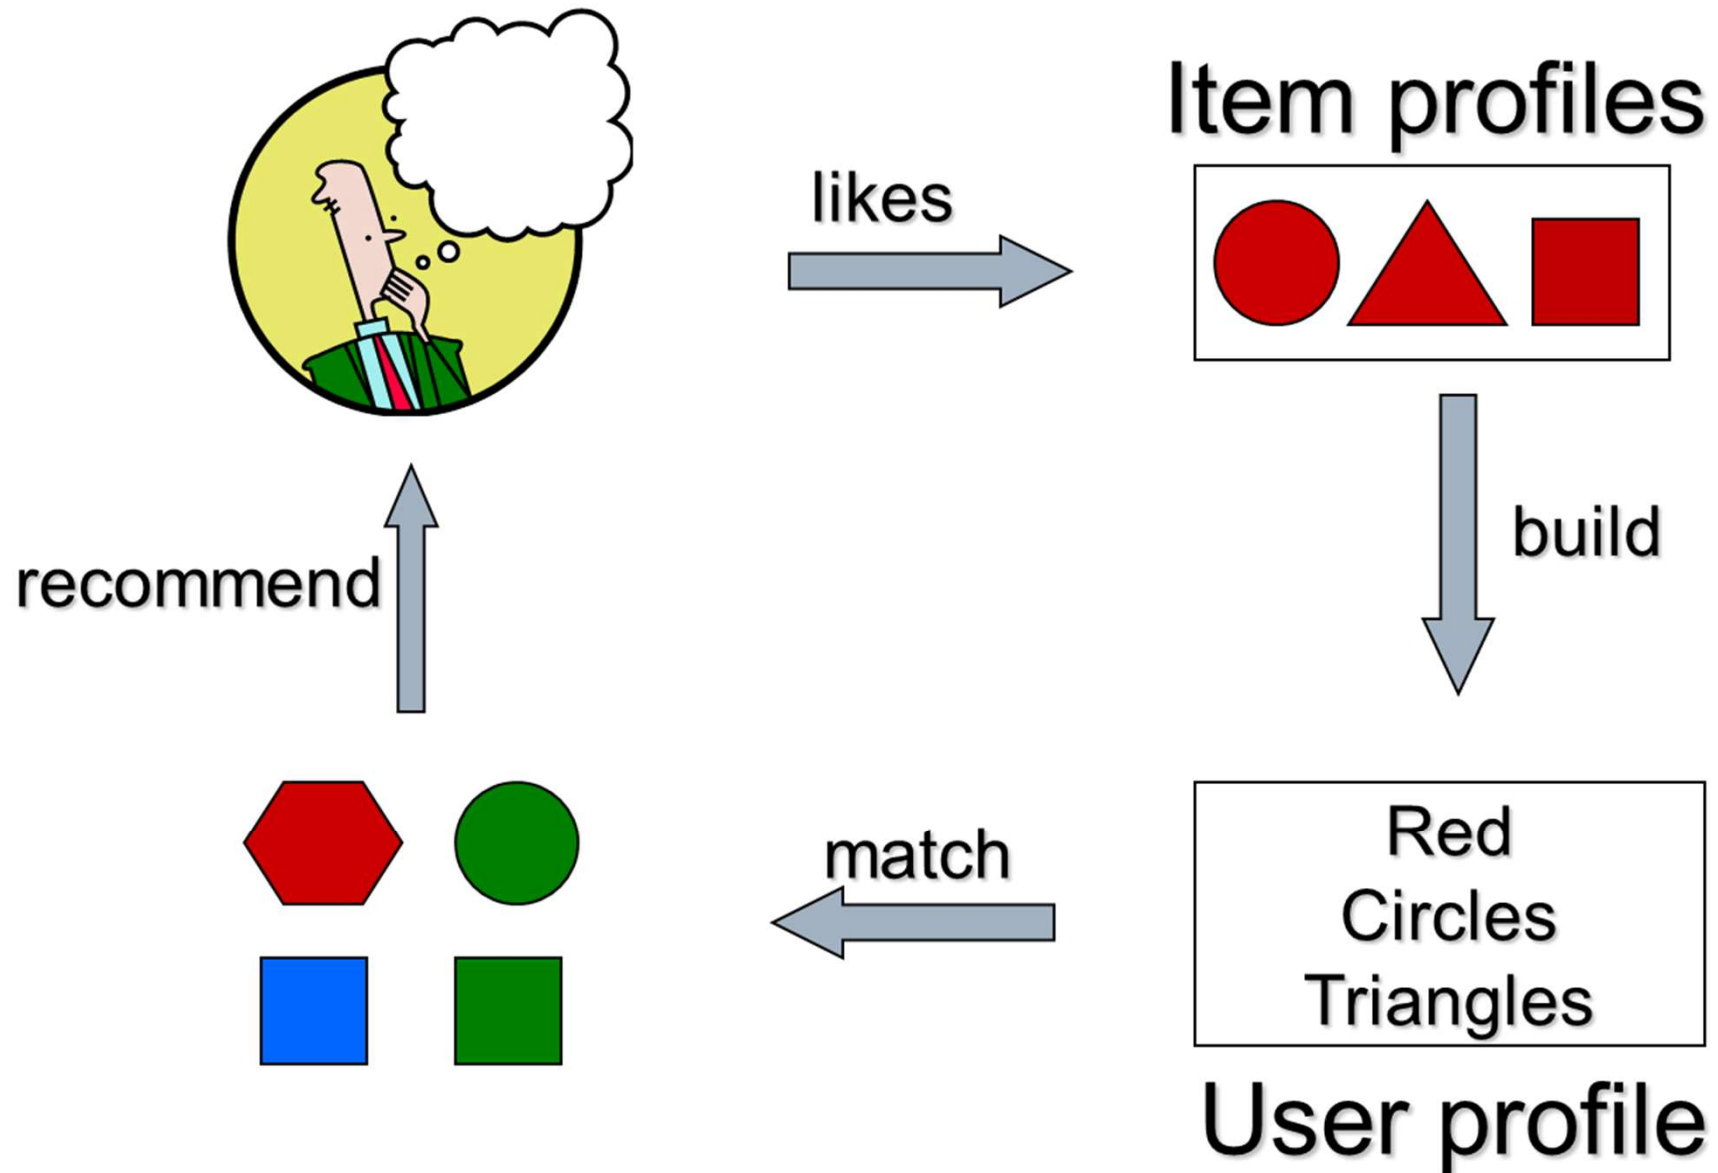 Item profiles
likes
build
recommend
match
Red
Circles
Triangles
User profile